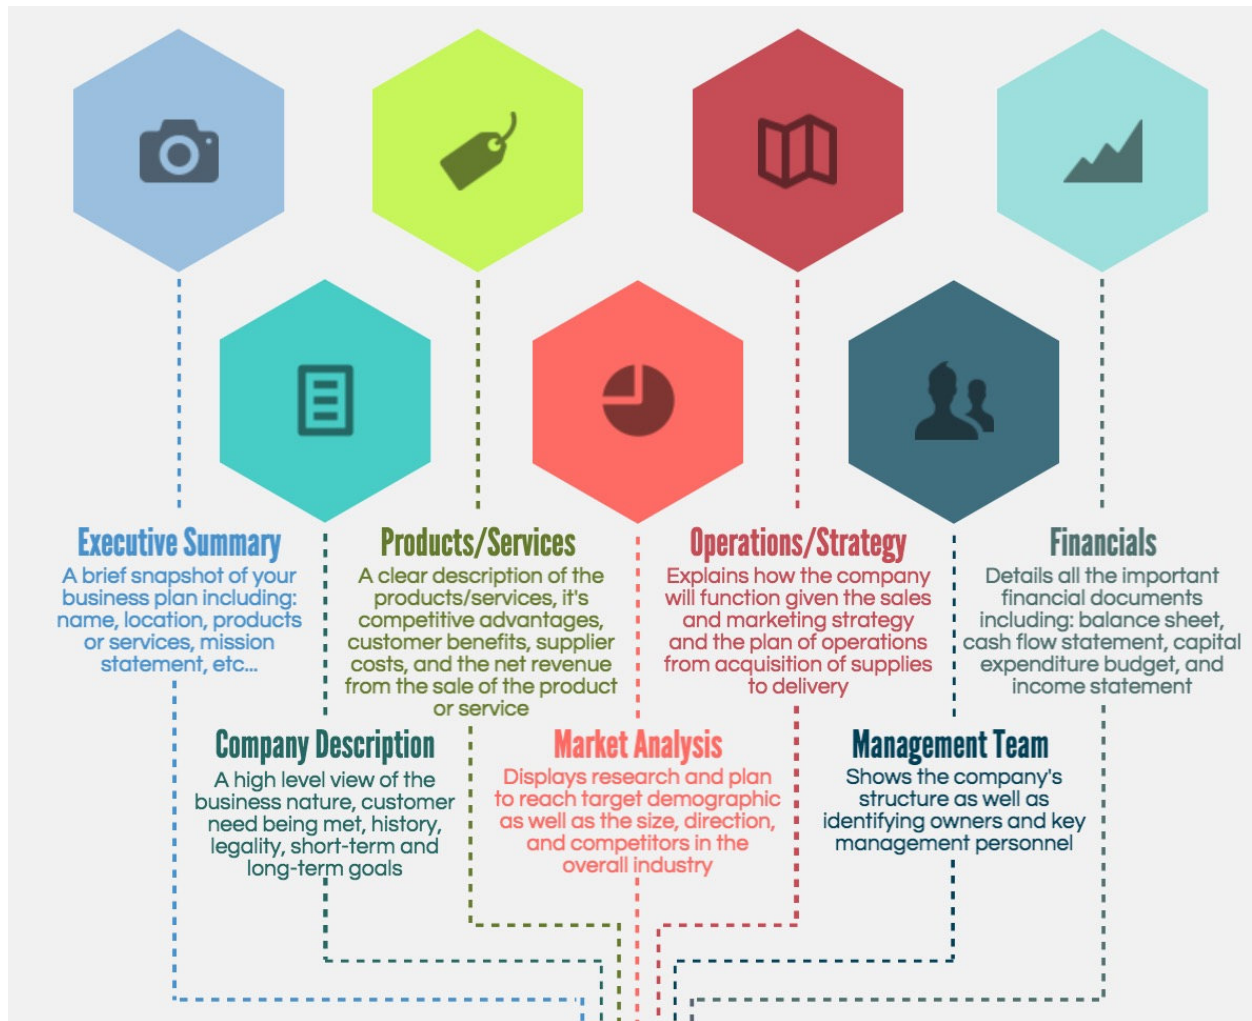 Executive Summary
A brief snapshot of your
business plan including:
name, location, products
or services, mission
statement, etc...
Company Description
A high level view of the
business nature, customer
need being met, history,
legality, short-term and
long-term goals
Products/Services
A clear description of the
products/services, it's
competitive advantages,
customer benefits, supplier
costs, and the net revenue
from the sale of the product
or service
Market Analysis
Displays research and plan
to reach target demographic
as well as the size, direction,
and competitors in the
overall industry
Operations/Strategy
Explains how the company
will function given the sales
and marketing strategy
and the plan of operations
from acquisition of supplies
to delivery
Management Team
Shows the company's
structure as well as
identifying owners and key
management personnel
Financials
Details all the important
financial documents
including: balance sheet,
cash flow statement, capital
expenditure budget, and
income statement